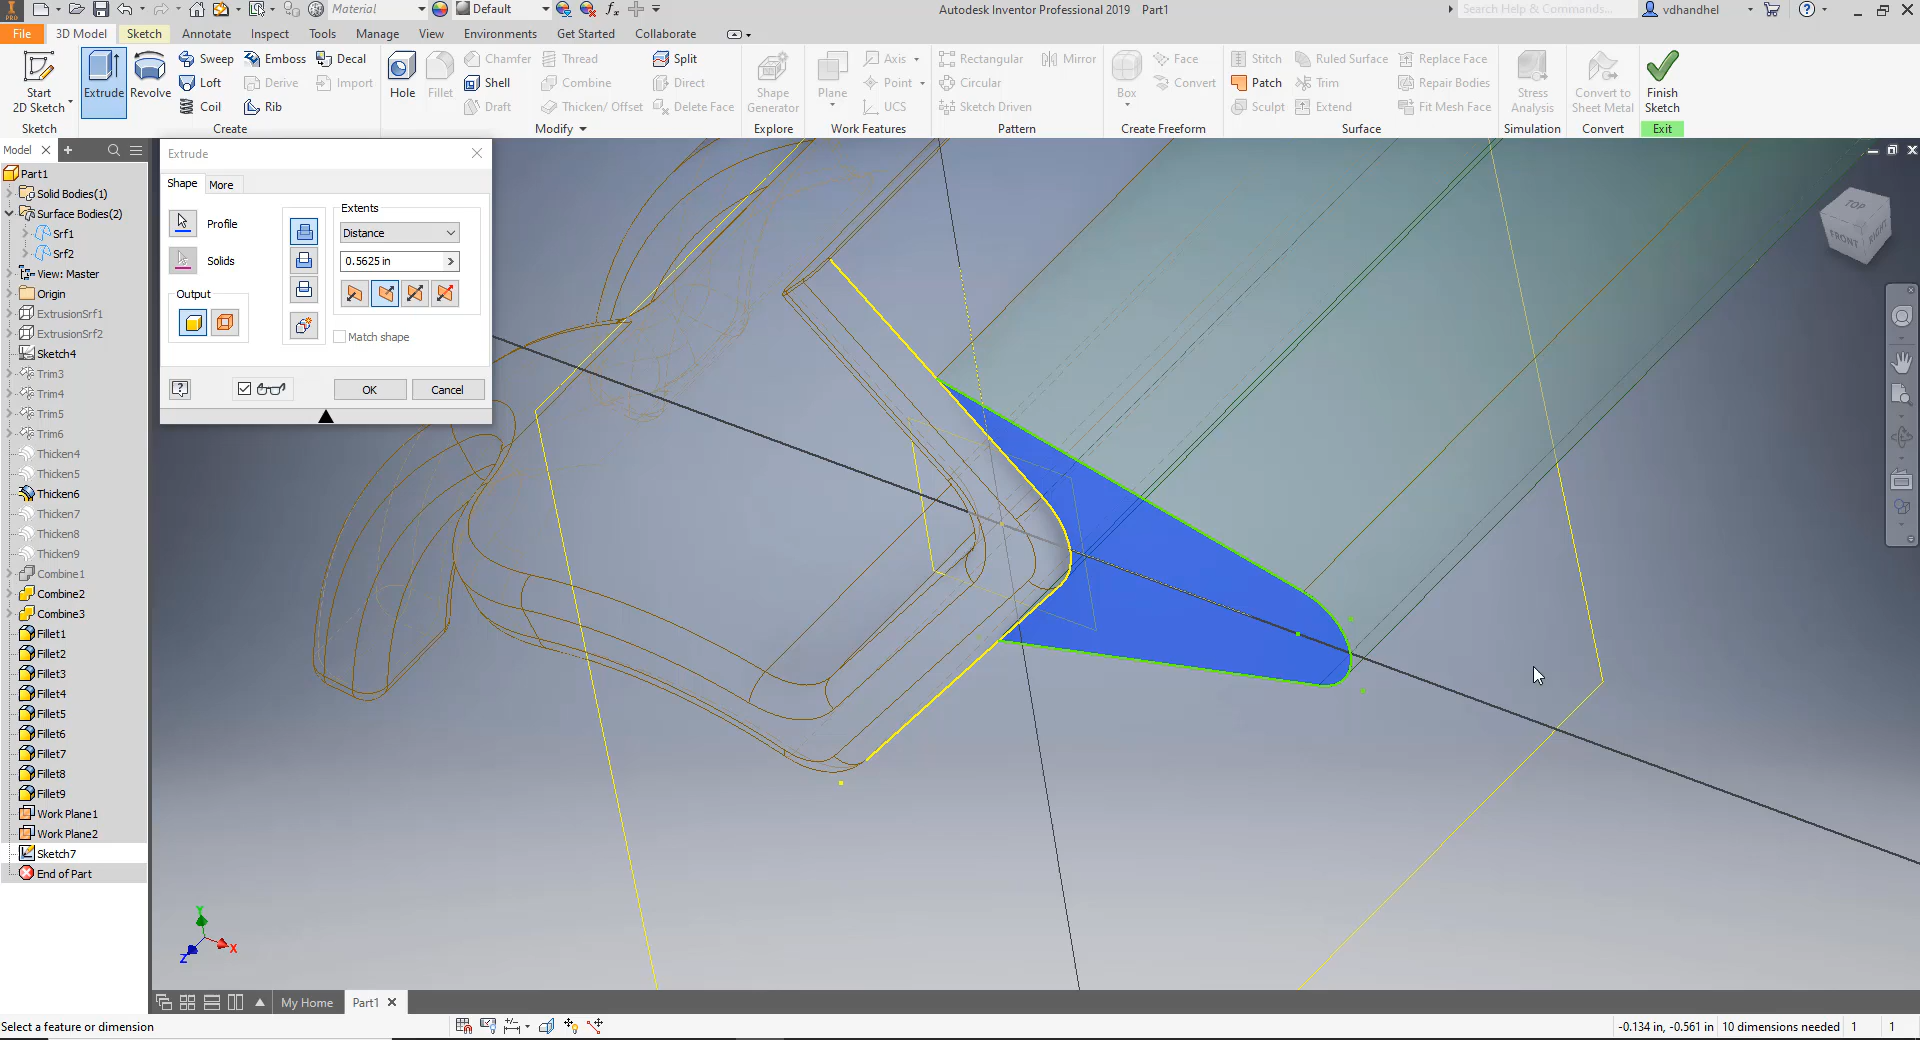 Material
Default
Autodesk Inventor Professional 2019 Part1
Search Help & Commands...
vdhandhel
PRO
File
3D Model
Sketch
Annotate
Inspect
Tools
Manage
View
Environments
Get Started
Collaborate
Start
2D Sketch
Extrude
Revolve
Sweep
Loft
Coil
Emboss
Derive
Rib
Decal
Import
Hole
Fillet
Chamfer
Shell
Draft
Thread
Combine
Thicken/ Offset
Split
Direct
Delete Face
Shape
Generator
Plane
Axis
Point
UCS
Rectangular
Circular
Sketch Driven
Mirror
Box
Face
Convert
Stitch
Patch
Sculpt
Ruled Surface
Trim
Extend
Replace Face
Repair Bodies
Fit Mesh Face
Stress
Analysis
Convert to
Sheet Metal
Finish
Sketch
Sketch
Create
Modify
Explore
Work Features
Pattern
Create Freeform
Surface
Simulation
Convert
Exit
Model
Part1
Solid Bodies(1)
Surface Bodies(2)
Srf1
Srf2
View: Master
Origin
ExtrusionSrf1
ExtrusionSrf2
Sketch4
Trim3
Trim4
Trim5
Trim6
Thicken4
Thicken5
Thicken6
Thicken7
Thicken8
Thicken9
Combine1
Combine2
Combine3
Fillet1
Fillet2
Fillet3
Fillet4
Fillet5
Fillet6
Fillet7
Fillet8
Fillet9
Work Plane1
Work Plane2
Sketch7
End of Part
Extrude
Shape
More
Profile
Solids
Output
Extents
Distance
0.5625 in
Match shape
OK
Cancel
TOP
FRONT
RIGHT
Y
X
Z
My Home
Part1
Select a feature or dimension
-0.134 in, -0.561 in
10 dimensions needed
1
1